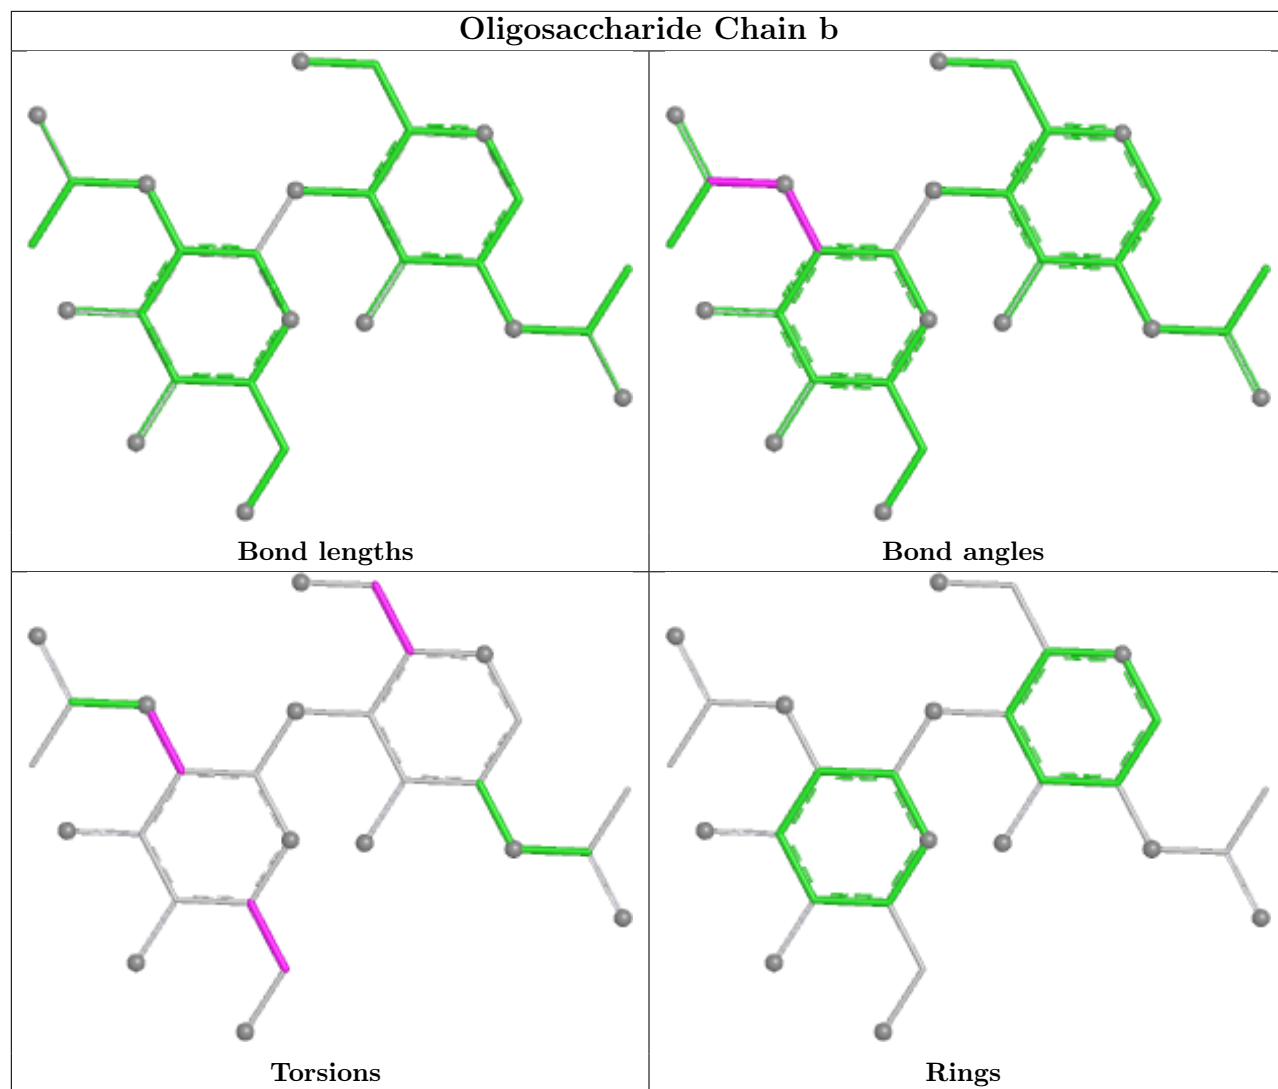 Oligosaccharide Chain b
Bond lengths
Bond angles
Torsions
Rings